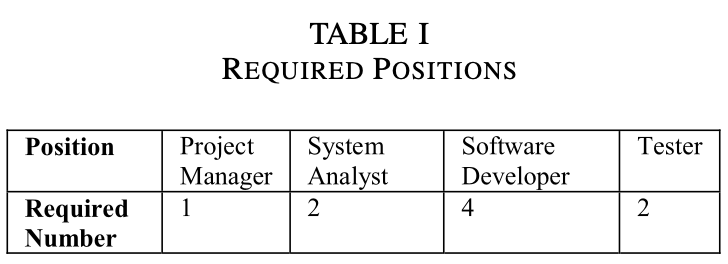 TABLE I
REQUIRED POSITIONS
Position Project Manager System Analyst Software Developer Tester
Required Number 1 2 4 2